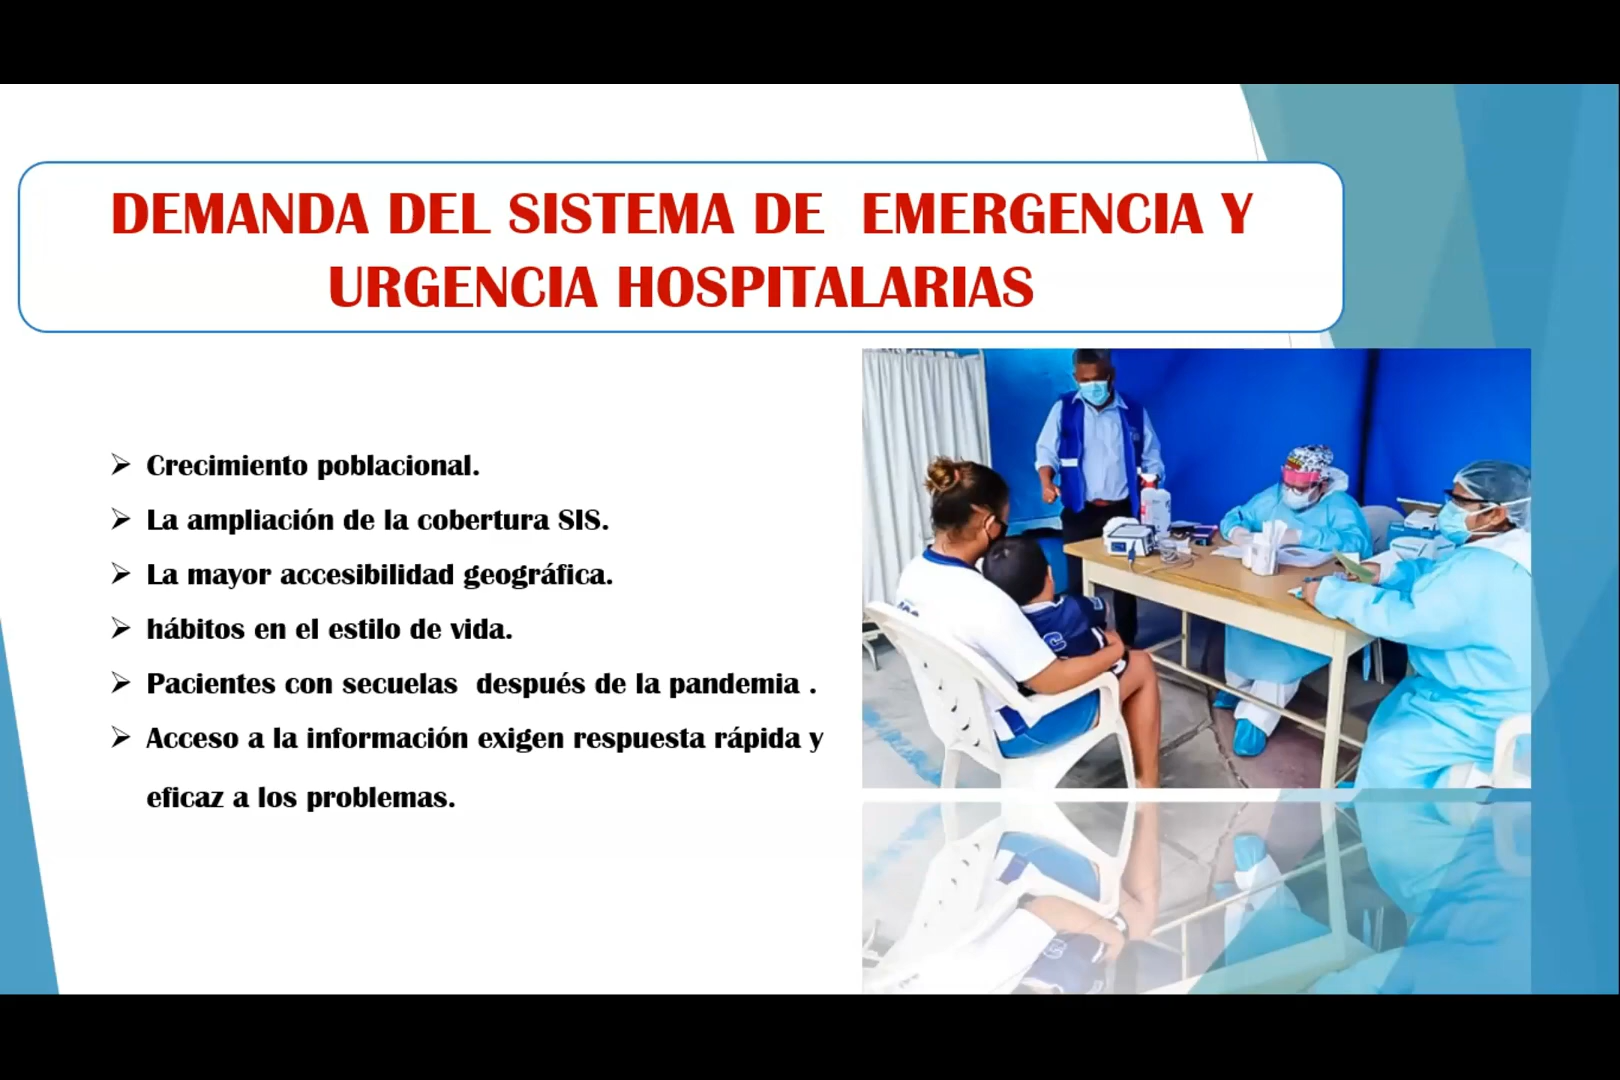 DEMANDA DEL SISTEMA DE EMERGENCIA Y
URGENCIA HOSPITALARIAS
Crecimiento poblacional.
La ampliación de la cobertura SIS.
La mayor accesibilidad geográfica.
hábitos en el estilo de vida.
Pacientes con secuelas después de la pandemia .
Acceso a la información exigen respuesta rápida y
eficaz a los problemas.